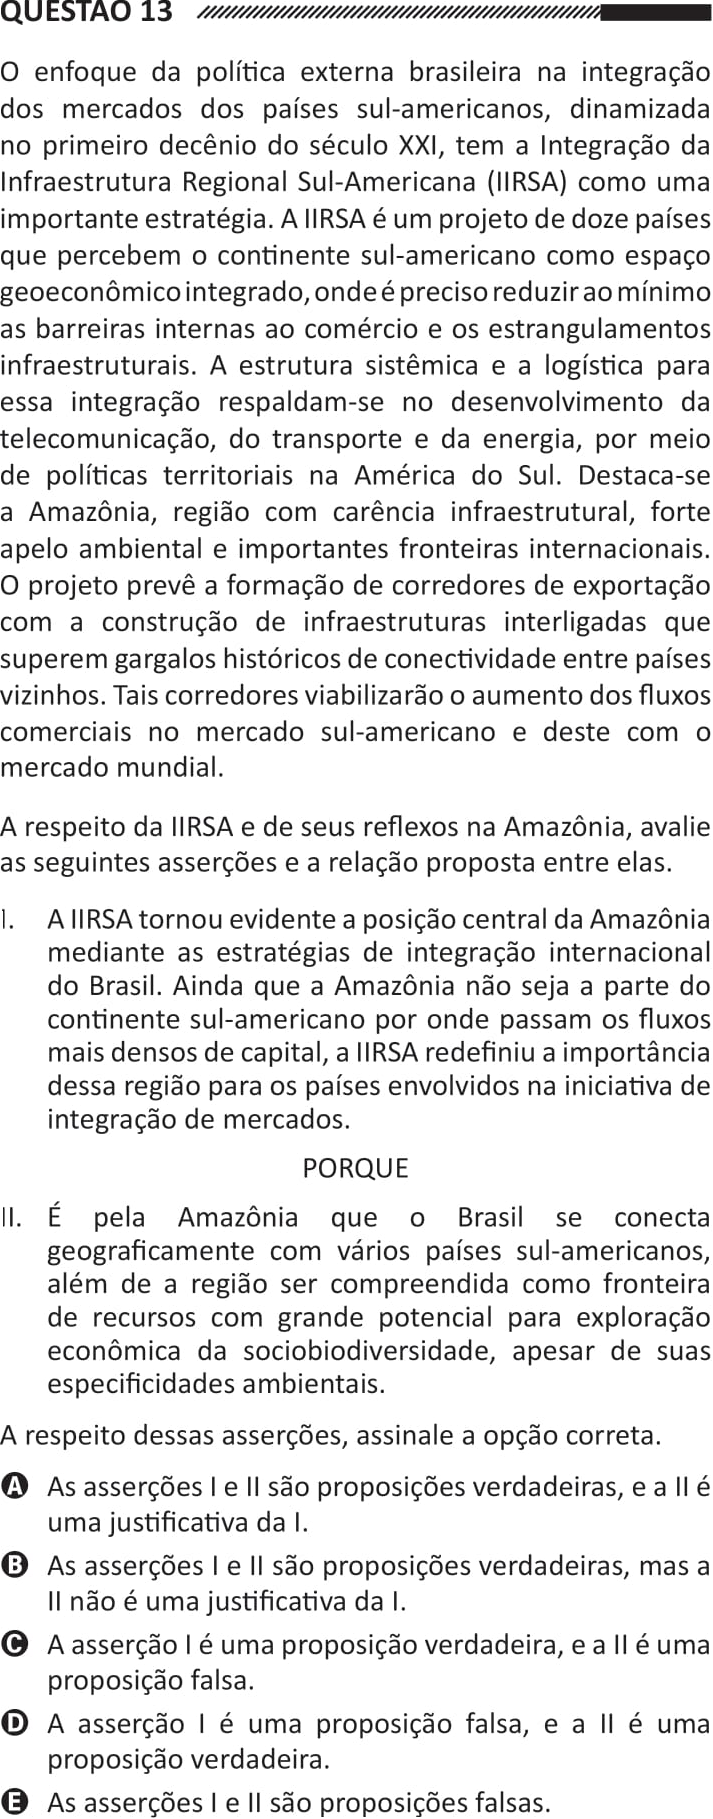 QUESTÃO 13
O enfoque da política externa brasileira na integração
dos mercados dos países sul-americanos, dinamizada
no primeiro decênio do século XXI, tem a Integração da
Infraestrutura Regional Sul-Americana (IIRSA) como uma
importante estratégia. A IIRSA é um projeto de doze países
que percebem o continente sul-americano como espaço
geoeconômico integrado, onde é preciso reduzir ao mínimo
as barreiras internas ao comércio e os estrangulamentos
infraestruturais. A estrutura sistêmica e a logística para
essa integração respaldam-se no desenvolvimento da
telecomunicação, do transporte e da energia, por meio
de políticas territoriais na América do Sul. Destaca-se
a Amazônia, região com carência infraestrutural, forte
apelo ambiental e importantes fronteiras internacionais.
O projeto prevê a formação de corredores de exportação
com a construção de infraestruturas interligadas que
superem gargalos históricos de conectividade entre países
vizinhos. Tais corredores viabilizarão o aumento dos fluxos
comerciais no mercado sul-americano e deste com o
mercado mundial.
A respeito da IIRSA e de seus reflexos na Amazônia, avalie
as seguintes asserções e a relação proposta entre elas.
I. A IIRSA tornou evidente a posição central da Amazônia
mediante as estratégias de integração internacional
do Brasil. Ainda que a Amazônia não seja a parte do
continente sul-americano por onde passam os fluxos
mais densos de capital, a IIRSA redefiniu a importância
dessa região para os países envolvidos na iniciativa de
integração de mercados.
PORQUE
II. É pela Amazônia que o Brasil se conecta
geograficamente com vários países sul-americanos,
além de a região ser compreendida como fronteira
de recursos com grande potencial para exploração
econômica da sociobiodiversidade, apesar de suas
especificidades ambientais.
A respeito dessas asserções, assinale a opção correta.
A As asserções I e II são proposições verdadeiras, e a II é
uma justificativa da I.
B As asserções I e II são proposições verdadeiras, mas a
II não é uma justificativa da I.
C A asserção I é uma proposição verdadeira, e a II é uma
proposição falsa.
D A asserção I é uma proposição falsa, e a II é uma
proposição verdadeira.
E As asserções I e II são proposições falsas.